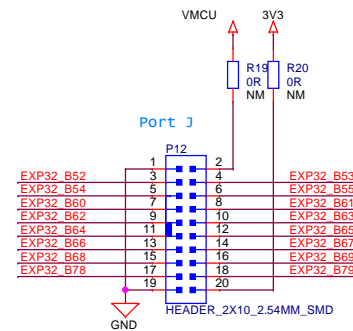 VMCU 3V3
R19 R20
0R 0R
NM NM
Port J
P12
1 2
EXP32_B52 3 4 EXP32_B53
EXP32_B54 5 6 EXP32_B55
EXP32_B60 7 8 EXP32_B61
EXP32_B62 9 10 EXP32_B63
EXP32_B64 11 12 EXP32_B65
EXP32_B66 13 14 EXP32_B67
EXP32_B68 15 16 EXP32_B69
EXP32_B78 17 18 EXP32_B79
19 20
HEADER_2X10_2.54MM_SMD
GND